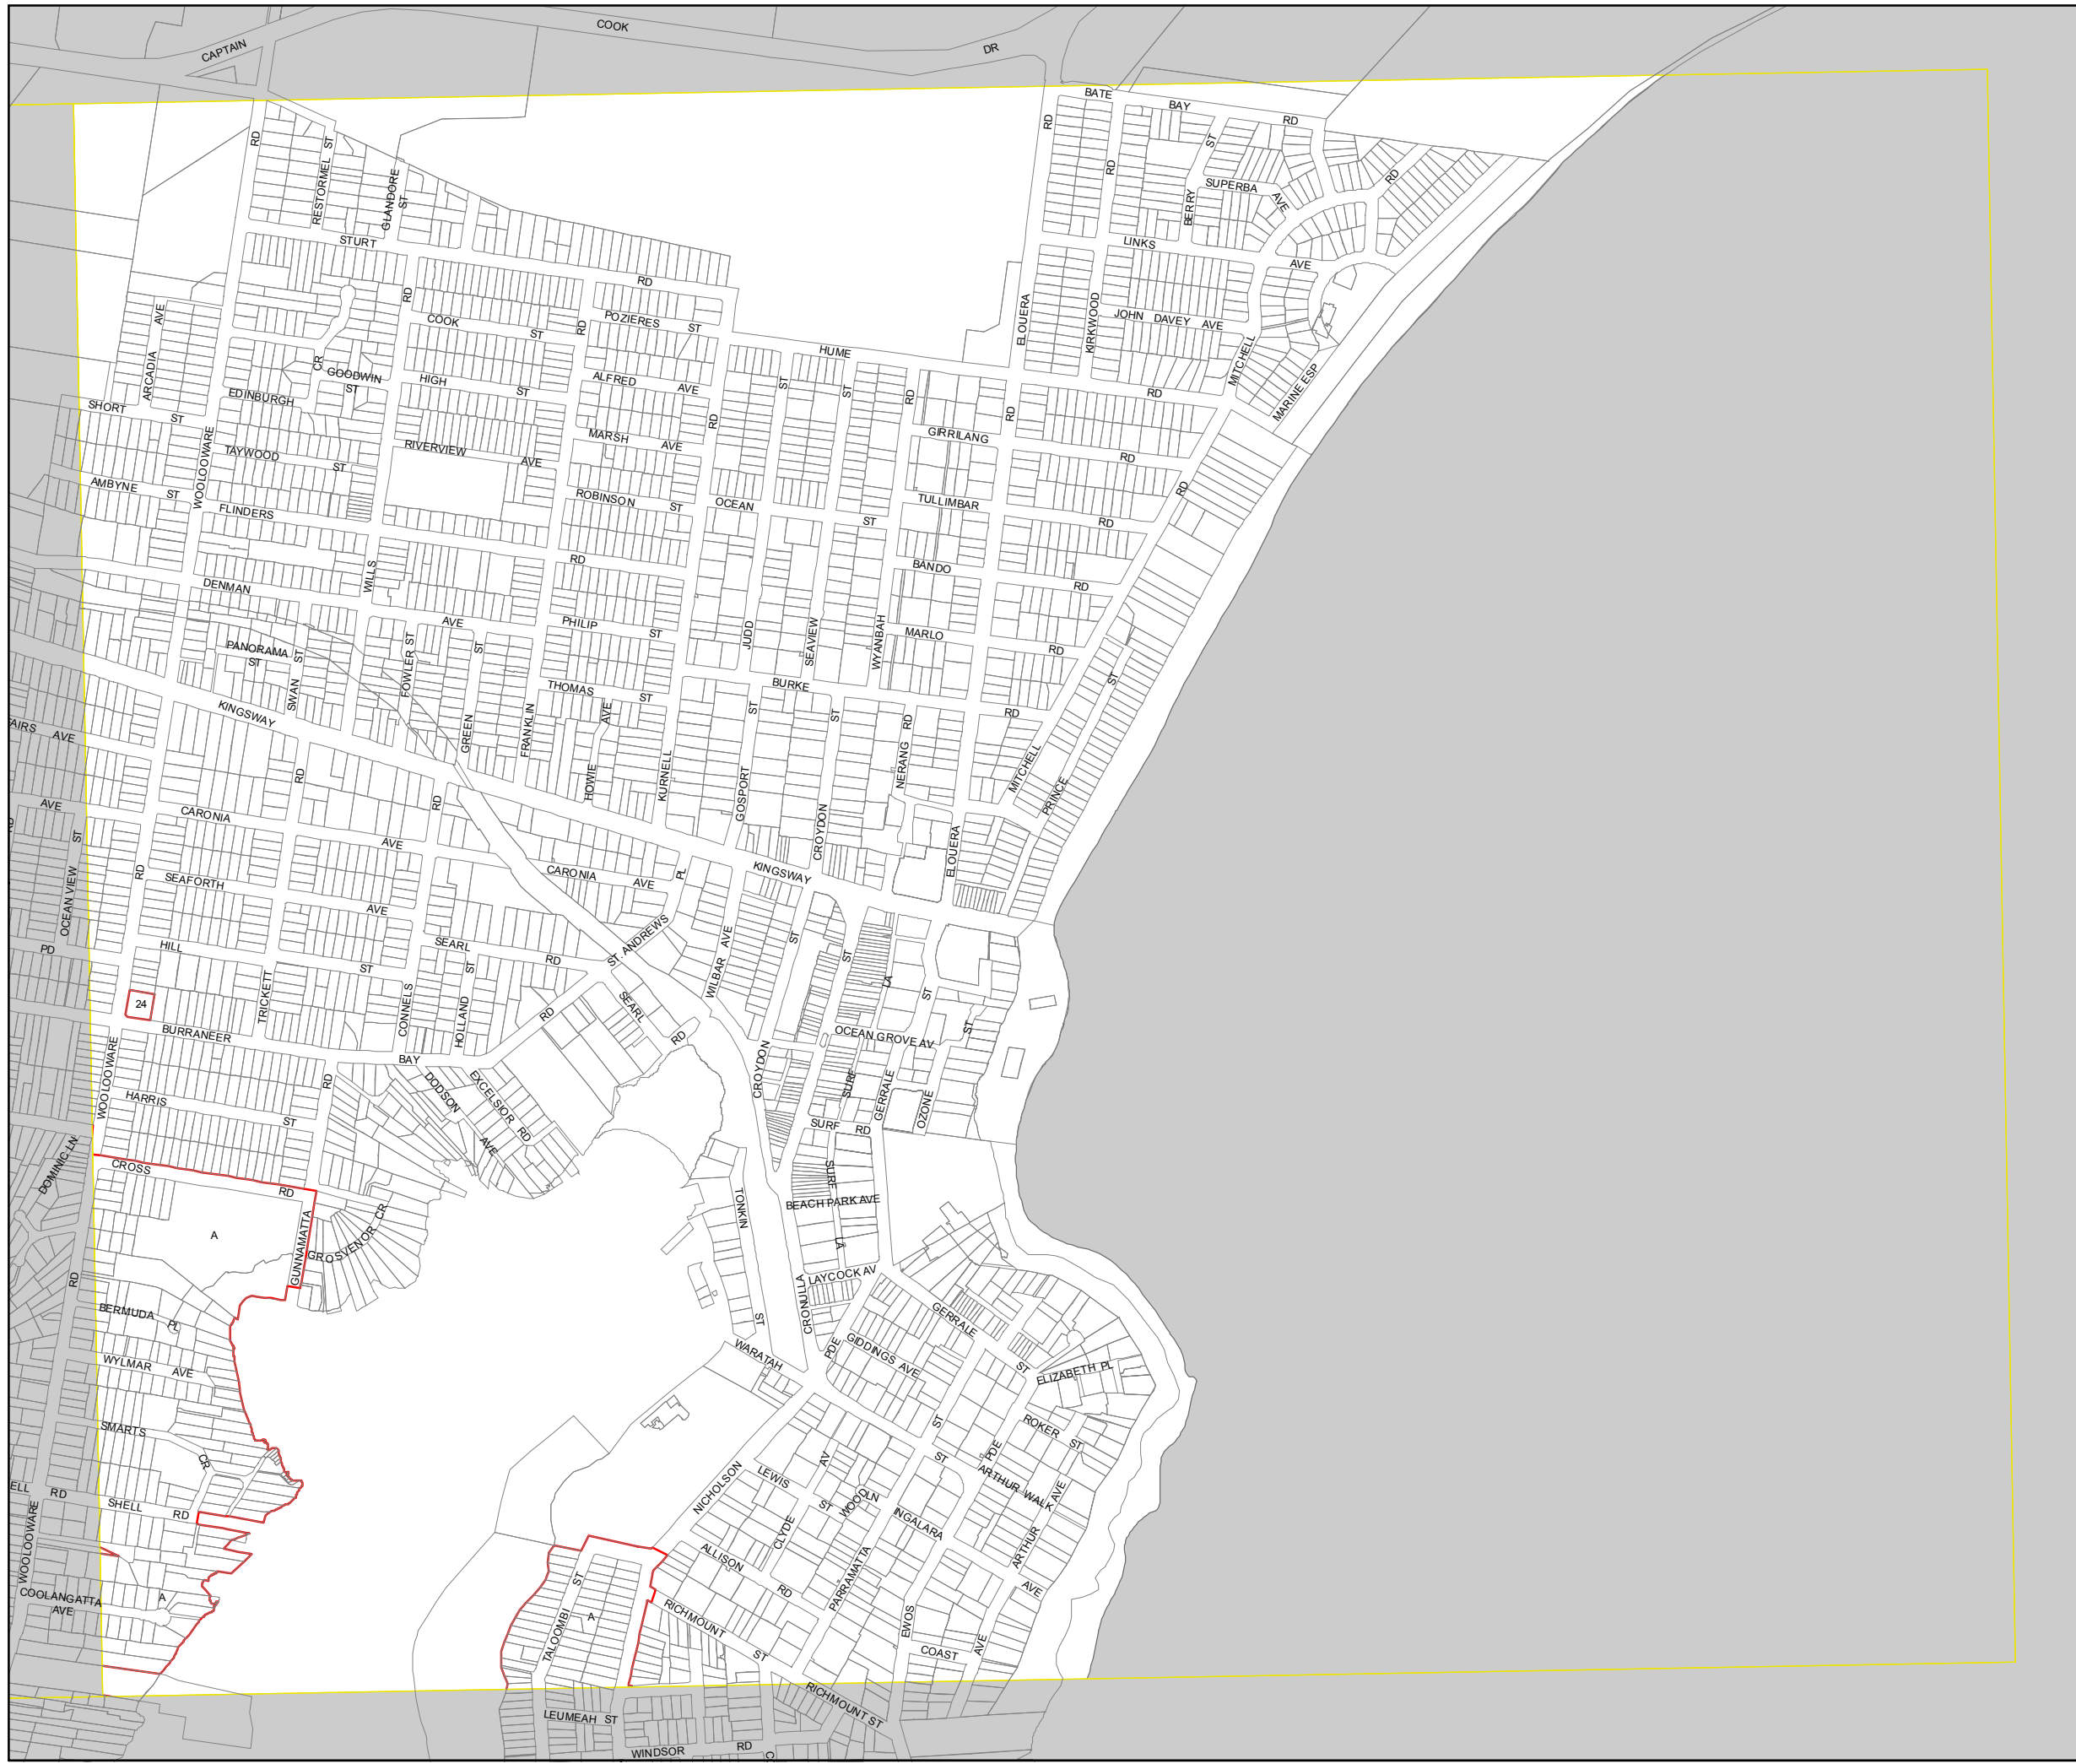 COOK
CAPTAIN
DR
BATE
BAY
RD
RD
RD
ST
RESTORMEL
ST
GLANDORE
ST
RD
SUPERBA
AVE
BERRY
RD
STURT
LINKS
AVE
RD
RD
AVE
COOK
ST
RD
POZIERES
ST
ELOUERA
KIRKWOOD
JOHN DAVEY AVE
HUME
MITCHELL
MARINE ESP
ARCADIA
CR
GOODWIN
ST
HIGH
ST
ALFRED
AVE
ST
ST
RD
RD
RD
EDINBURGH
SHORT
ST
RD
MARSH
AVE
GIRRILANG
RD
WOOLOOWARE
TAYWOOD
ST
RIVERVIEW
AVE
AMBYNE
ST
ROBINSON
ST
OCEAN
ST
TULLIMBAR
RD
RD
FLINDERS
RD
BANDO
RD
DENMAN
WILLS
AVE
PHILIP
ST
MARLO
RD
PANORAMA
ST
ST
SWAN
FOWLER ST
ST
GREEN
FRANKLIN
JUDD
SEAVIEW
WYANBAH
THOMAS
ST
AVE
HOWIE
KURNELL
BURKE
RD
ST
ST
RD
ST
NERANG
MITCHELL
PRINCE
KINGSWAY
AIRS AVE
RD
RD
GOSPORT
CROYDON
ELOUERA
AVE
ST
RD
CARONIA
AVE
CARONIA
AVE
PL
KINGSWAY
OCEAN VIEW
RD
SEAFORTH
AVE
SEARL
RD
ST. ANDREWS
WILBAR
AVE
ST
ST
PD
HILL
ST
TRICKETT
CONNELS
HOLLAND
ST
LA
ST
24
RD
SEARL
RD
OCEAN GROVE AV
ST
BURRANEER
BAY
WOOLOOWARE
RD
DODSON
AVE
EXCELSIOR
RD
CROYDON
SURF
GERRALE
OZONE
HARRIS
ST
SURF
RD
DOMINIC LN
CROSS
RD
GUNNAMATTA
GROSVENOR
CR
A
TONKIN
ST
SURF
LA
BEACH PARK AVE
RD
LAYCOCK AV
CRONULLA
BERMUDA
PL
GERRALE
ST
GIDDINGS AVE
PDE
WYLMAR
AVE
WARATAH
ELIZABETH PL
SMARTS
CR
ST
ROKER
ST
ST
PDE
ARTHUR WALK
AVE
NICHOLSON
LEWIS
ST
AV
WOOD LN
INGALARA
ELL RD
SHELL
RD
WOOLOOWARE
CLYDE
ARTHUR
AVE
ALLISON
RD
PARRAMATTA
COOLANGATTA
AVE
A
A
ST
TALOOMBI
RICHMOUNT
ST
EWOS
COAST
AVE
RICHMOUNT ST
LEUMEAH ST
WINDSOR
RD